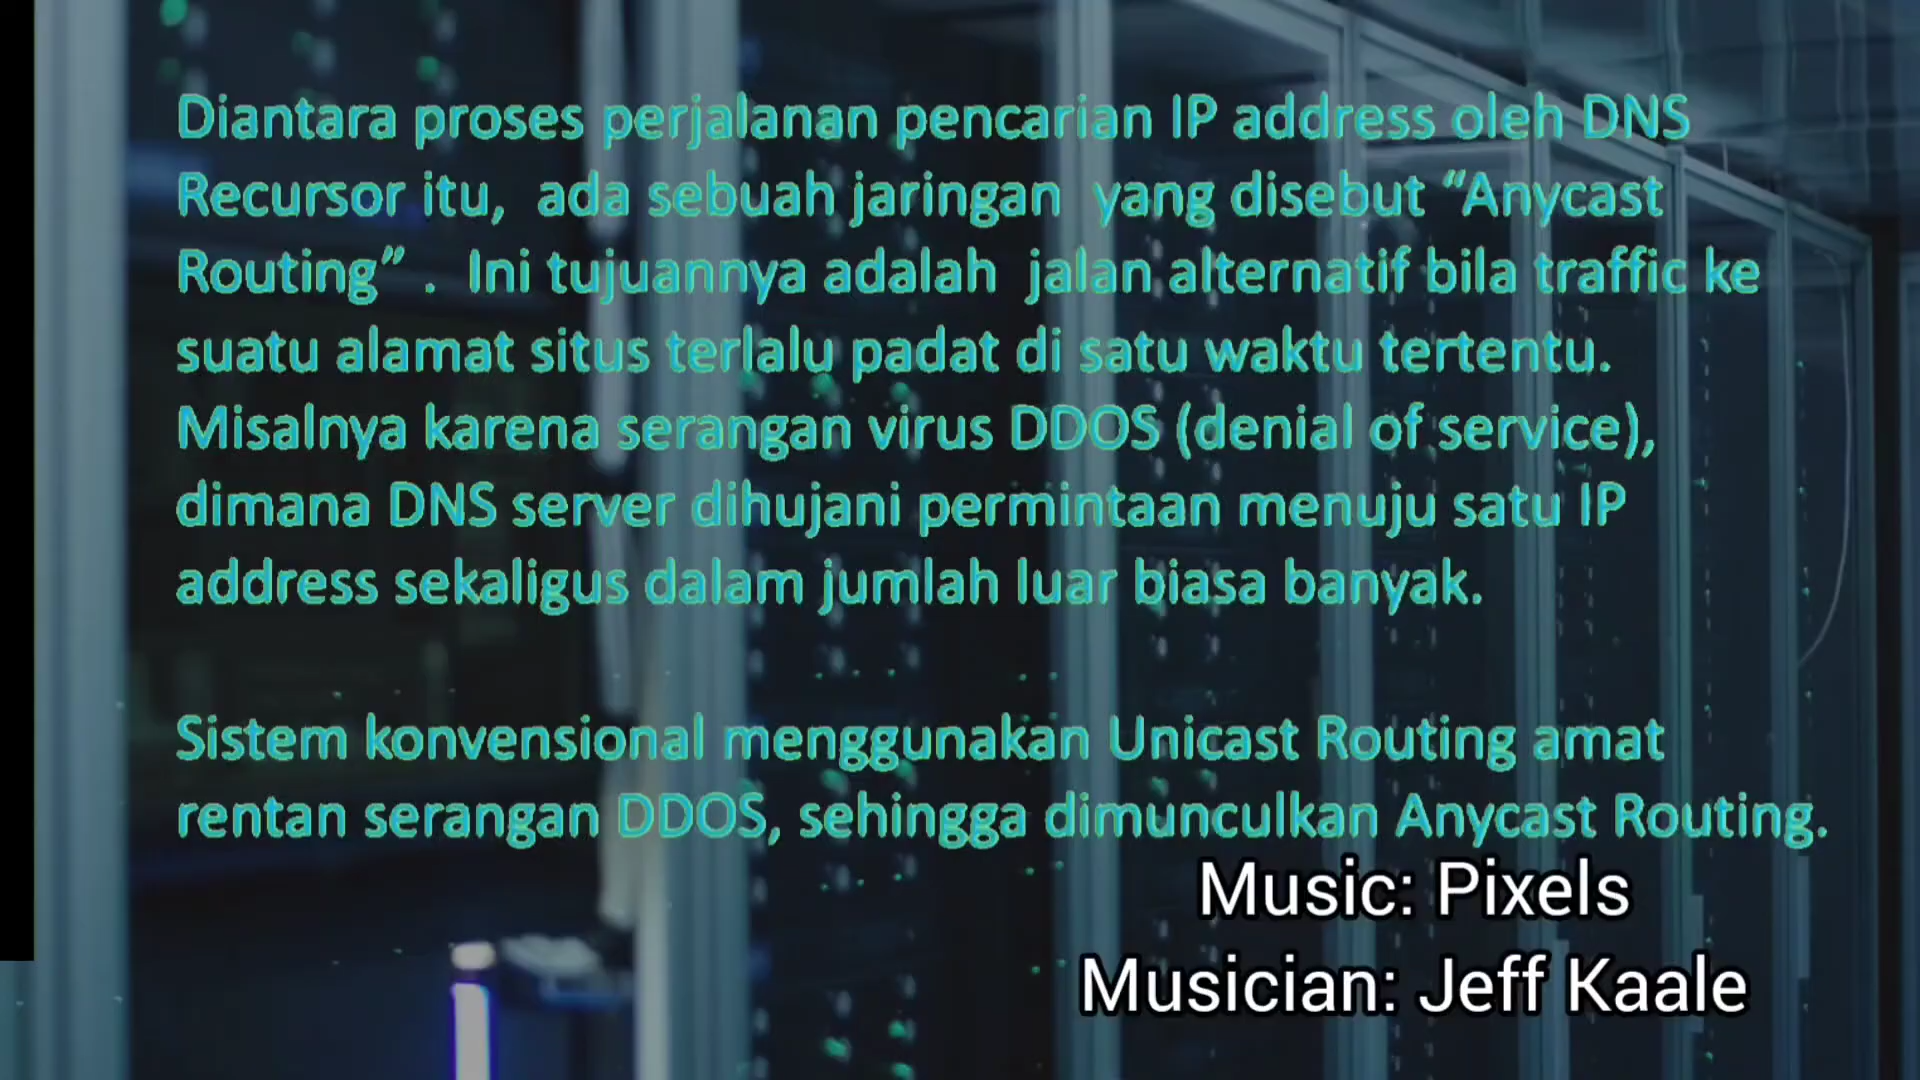 Diantara proses perjalanan pencarian IP address oleh DNS
Recursor itu,  ada sebuah jaringan  yang disebut “Anycast
Routing” .  Ini tujuannya adalah  jalan alternatif bila traffic ke
suatu alamat situs terlalu padat di satu waktu tertentu.
Misalnya karena serangan virus DDOS (denial of service),
dimana DNS server dihujani permintaan menuju satu IP
address sekaligus dalam jumlah luar biasa banyak.
Sistem konvensional menggunakan Unicast Routing amat
rentan serangan DDOS, sehingga dimunculkan Anycast Routing.
Music: Pixels
Musician: Jeff Kaale